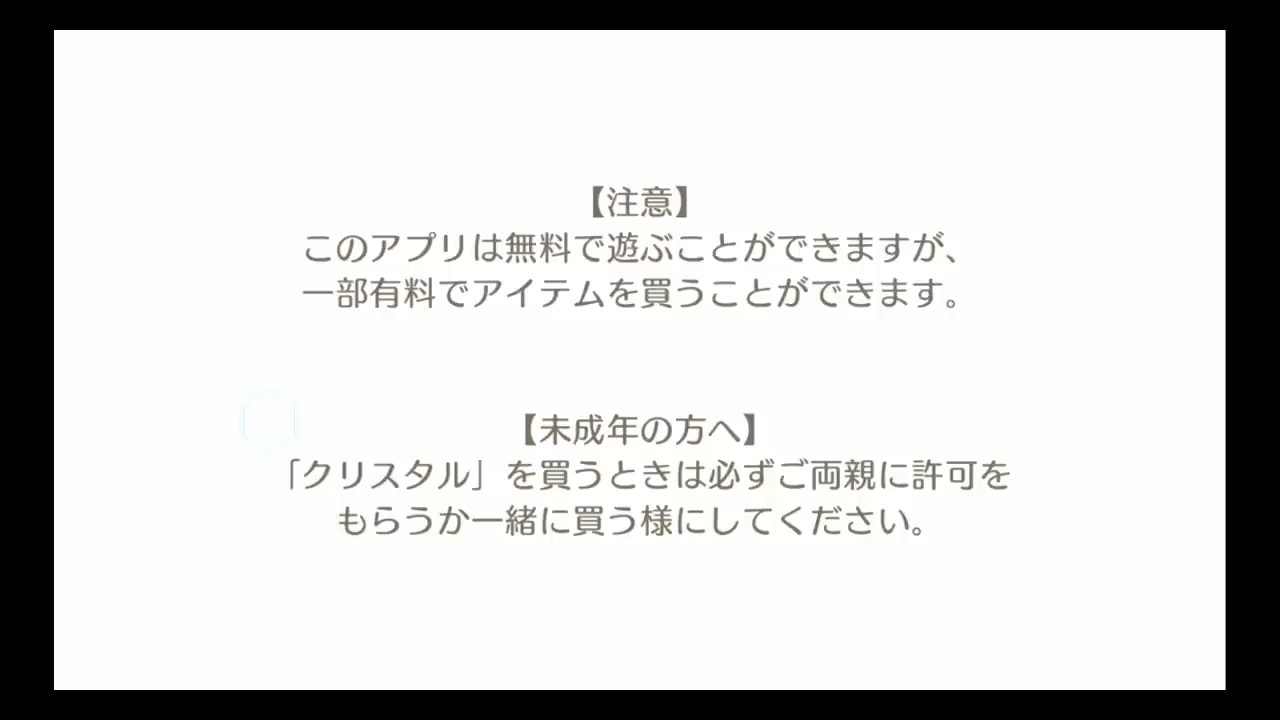 【注意】
このアプリは無料で遊ぶことができますが、
一部有料でアイテムを買うことができます。
【未成年の方へ】
「クリスタル」を買うときは必ずご両親に許可を
もらうか一緒に買う様にしてください。